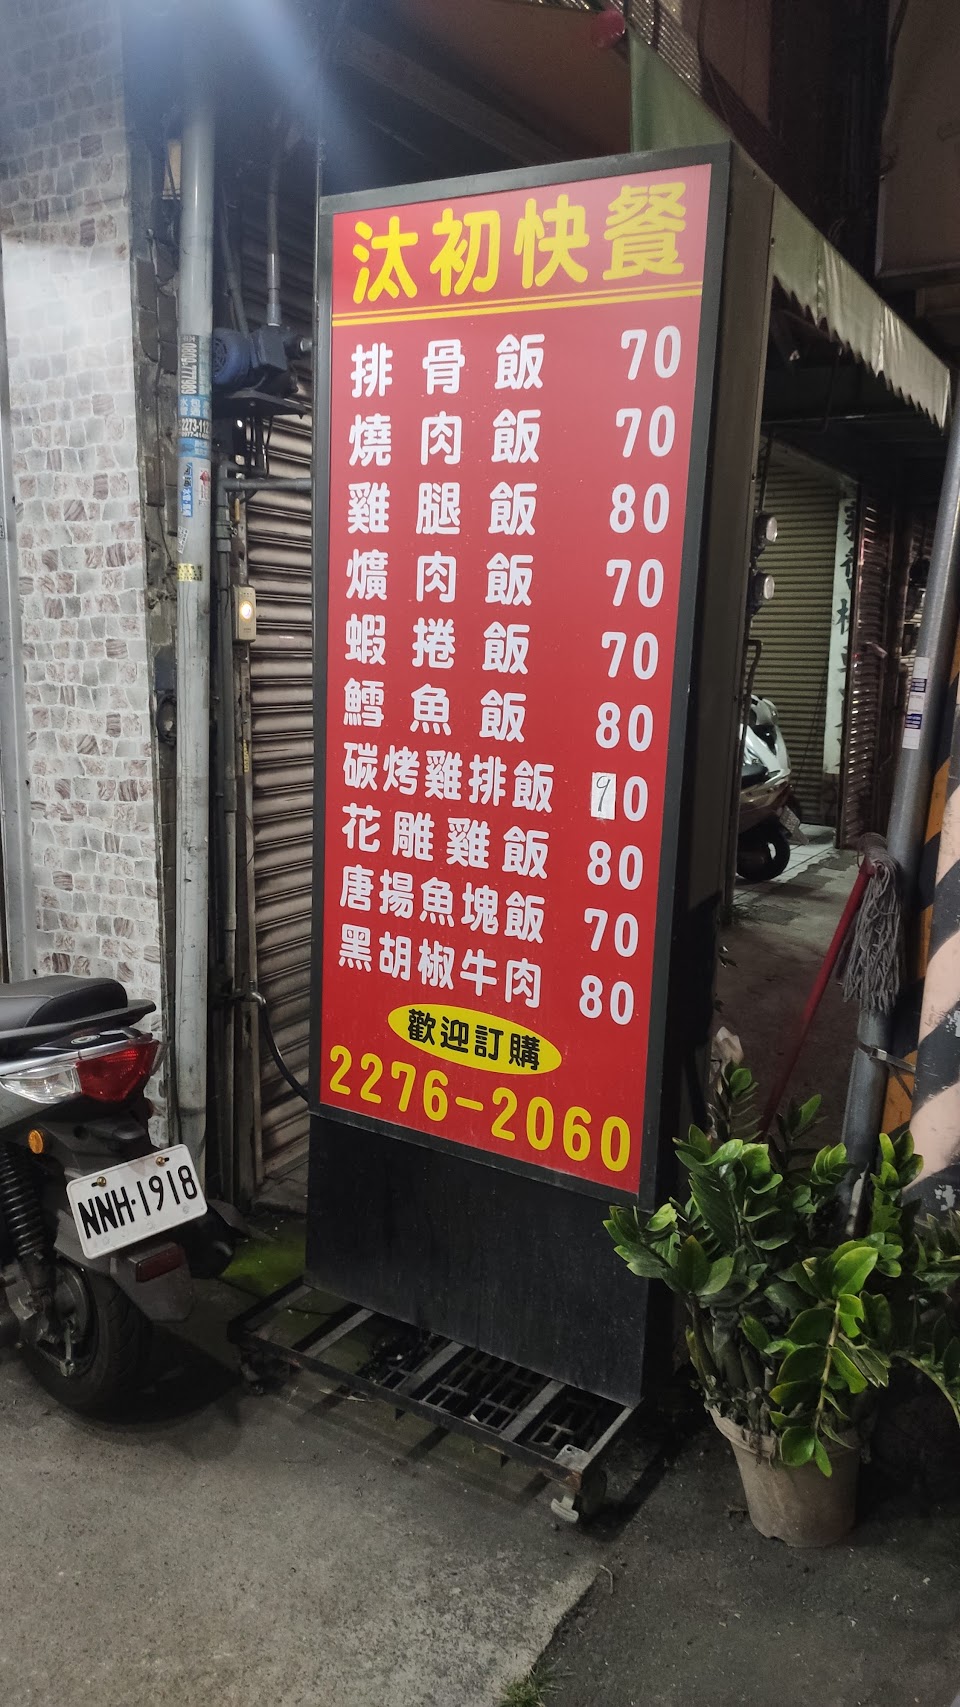 汰初快餐
排骨飯 70
燒肉飯 70
雞腿飯 80
爌肉飯 70
蝦捲飯 70
鱈魚飯 80
碳烤雞排飯 90
花雕雞飯 80
唐揚魚塊飯 70
黑胡椒牛肉 80
歡迎訂購
2276-2060
NNH-1918